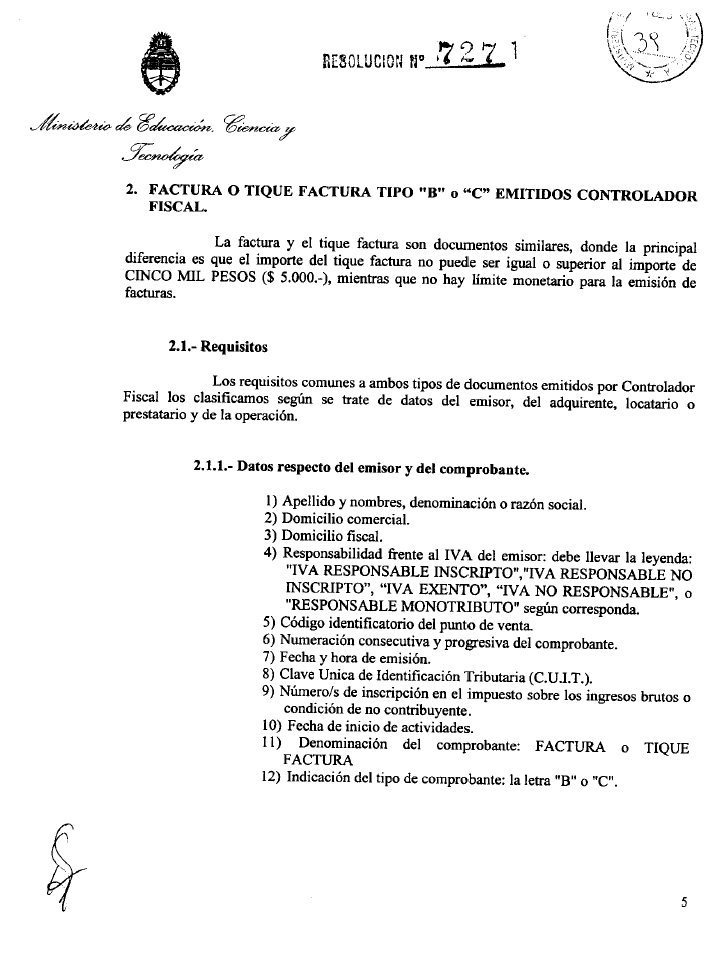 RESOLUCION Nº 727 1
39
Ministerio de Educación, Ciencia y
Tecnología
2. FACTURA O TIQUE FACTURA TIPO "B" o “C” EMITIDOS CONTROLADOR
FISCAL.
La factura y el tique factura son documentos similares, donde la principal
diferencia es que el importe del tique factura no puede ser igual o superior al importe de
CINCO MIL PESOS ($ 5.000.-), mientras que no hay límite monetario para la emisión de
facturas.
2.1.- Requisitos
Los requisitos comunes a ambos tipos de documentos emitidos por Controlador
Fiscal los clasificamos según se trate de datos del emisor, del adquirente, locatario o
prestatario y de la operación.
2.1.1.- Datos respecto del emisor y del comprobante.
1) Apellido y nombres, denominación o razón social.
2) Domicilio comercial.
3) Domicilio fiscal.
4) Responsabilidad frente al IVA del emisor: debe llevar la leyenda:
"IVA RESPONSABLE INSCRIPTO","IVA RESPONSABLE NO
INSCRIPTO”, “IVA EXENTO”, “IVA NO RESPONSABLE", o
"RESPONSABLE MONOTRIBUTO" según corresponda.
5) Código identificatorio del punto de venta.
6) Numeración consecutiva y progresiva del comprobante.
7) Fecha y hora de emisión.
8) Clave Unica de Identificación Tributaria (C.U.I.T.).
9) Número/s de inscripción en el impuesto sobre los ingresos brutos o
condición de no contribuyente.
10) Fecha de inicio de actividades.
11) Denominación del comprobante: FACTURA o TIQUE
FACTURA
12) Indicación del tipo de comprobante: la letra "B" o "C".
5